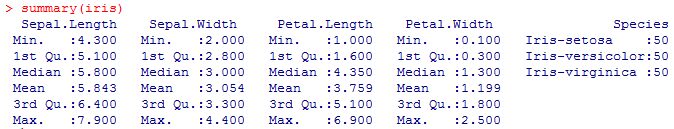 > summary(iris)
  Sepal.Length    Sepal.Width     Petal.Length    Petal.Width              Species
 Min.   :4.300   Min.   :2.000   Min.   :1.000   Min.   :0.100   Iris-setosa    :50
 1st Qu.:5.100   1st Qu.:2.800   1st Qu.:1.600   1st Qu.:0.300   Iris-versicolor:50
 Median :5.800   Median :3.000   Median :4.350   Median :1.300   Iris-virginica :50
 Mean   :5.843   Mean   :3.054   Mean   :3.759   Mean   :1.199
 3rd Qu.:6.400   3rd Qu.:3.300   3rd Qu.:5.100   3rd Qu.:1.800
 Max.   :7.900   Max.   :4.400   Max.   :6.900   Max.   :2.500